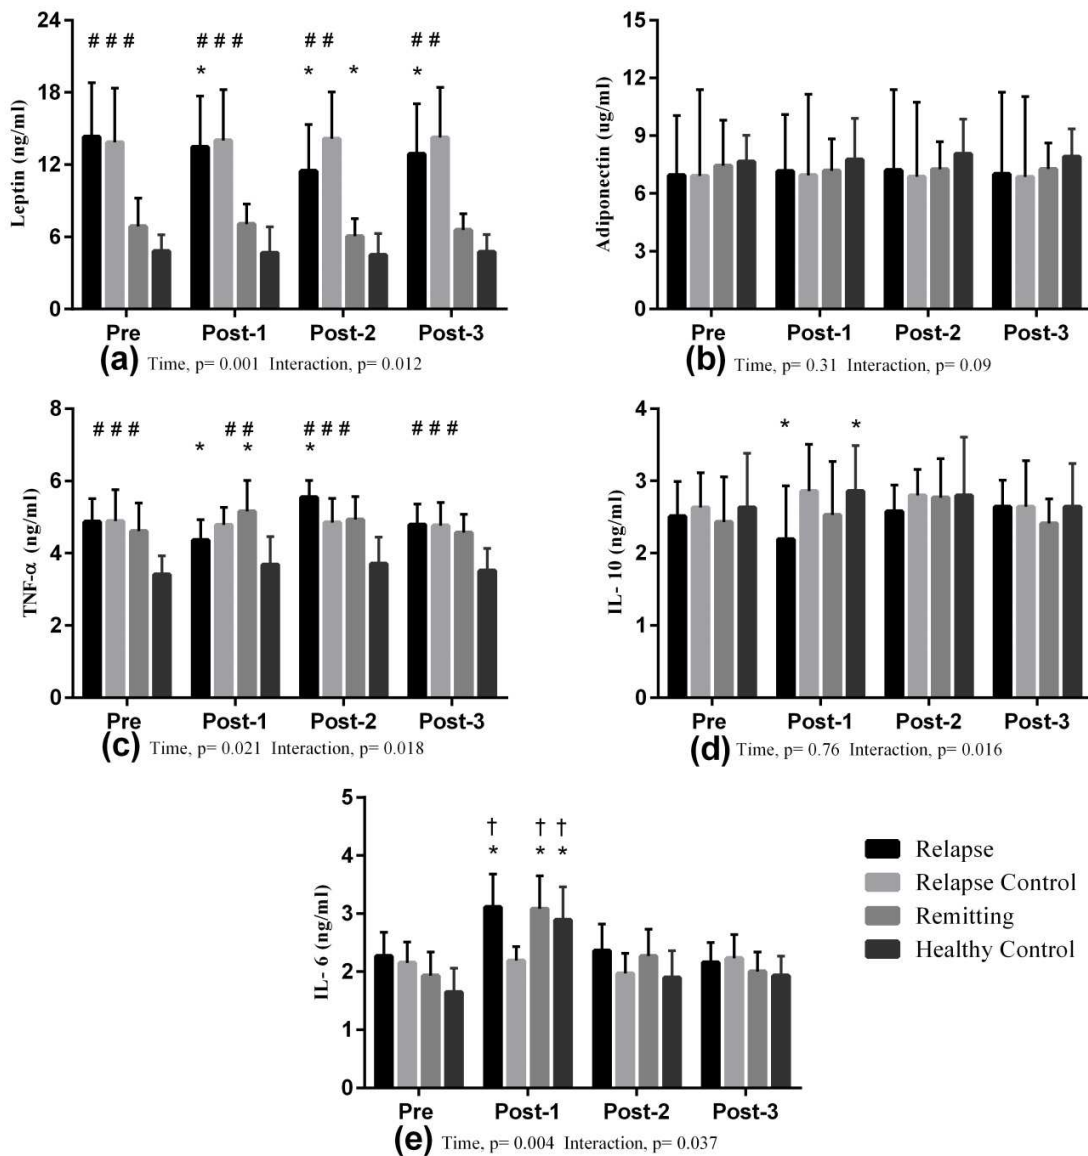 24
18
12
6
0
Leptin (ng/ml)
# # #
# # #
# #
# #
*
*
*
*
Pre Post-1 Post-2 Post-3
(a) Time, p= 0.001 Interaction, p= 0.012
15
12
9
6
3
0
Adiponectin (ug/ml)
Pre Post-1 Post-2 Post-3
(b) Time, p= 0.31 Interaction, p= 0.09
8
6
4
2
0
TNF-α (ng/ml)
# # #
# #
# # #
# # #
*
*
*
Pre Post-1 Post-2 Post-3
(c) Time, p= 0.021 Interaction, p= 0.018
4
3
2
1
0
IL- 10 (ng/ml)
*
*
Pre Post-1 Post-2 Post-3
(d) Time, p= 0.76 Interaction, p= 0.016
5
4
3
2
1
0
IL- 6 (ng/ml)
† † †
* * *
Pre Post-1 Post-2 Post-3
(e) Time, p= 0.004 Interaction, p= 0.037
Relapse
Relapse Control
Remitting
Healthy Control